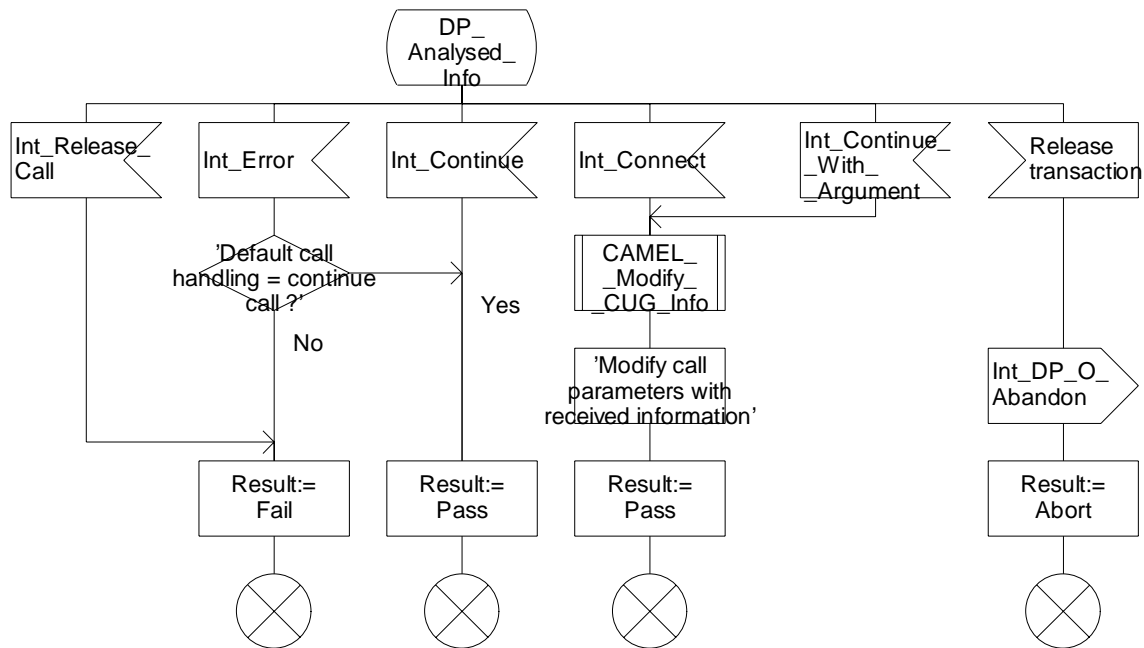 DP_
Analysed_
Info
Int_Release_
Call
Int_Error
Int_Continue
Int_Connect
Int_Continue_
_With_
_Argument
Release
transaction
'Default call
handling = continue
call ?'
Yes
No
CAMEL_
_Modify_
_CUG_Info
'Modify call
parameters with
received information'
Int_DP_O_
Abandon
Result:=
Fail
Result:=
Pass
Result:=
Pass
Result:=
Abort